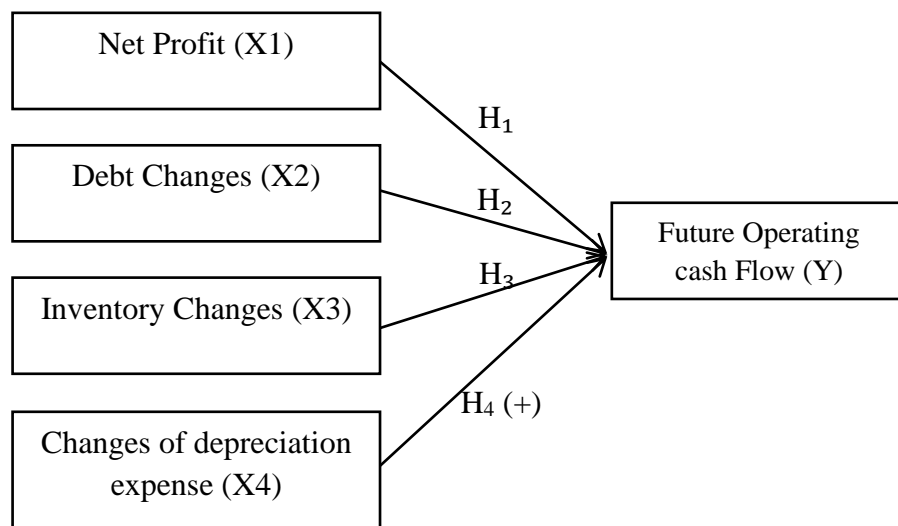 Net Profit (X1)
H₁
Debt Changes (X2)
H₂
Future Operating
cash Flow (Y)
H₃
Inventory Changes (X3)
H₄ (+)
Changes of depreciation
expense (X4)